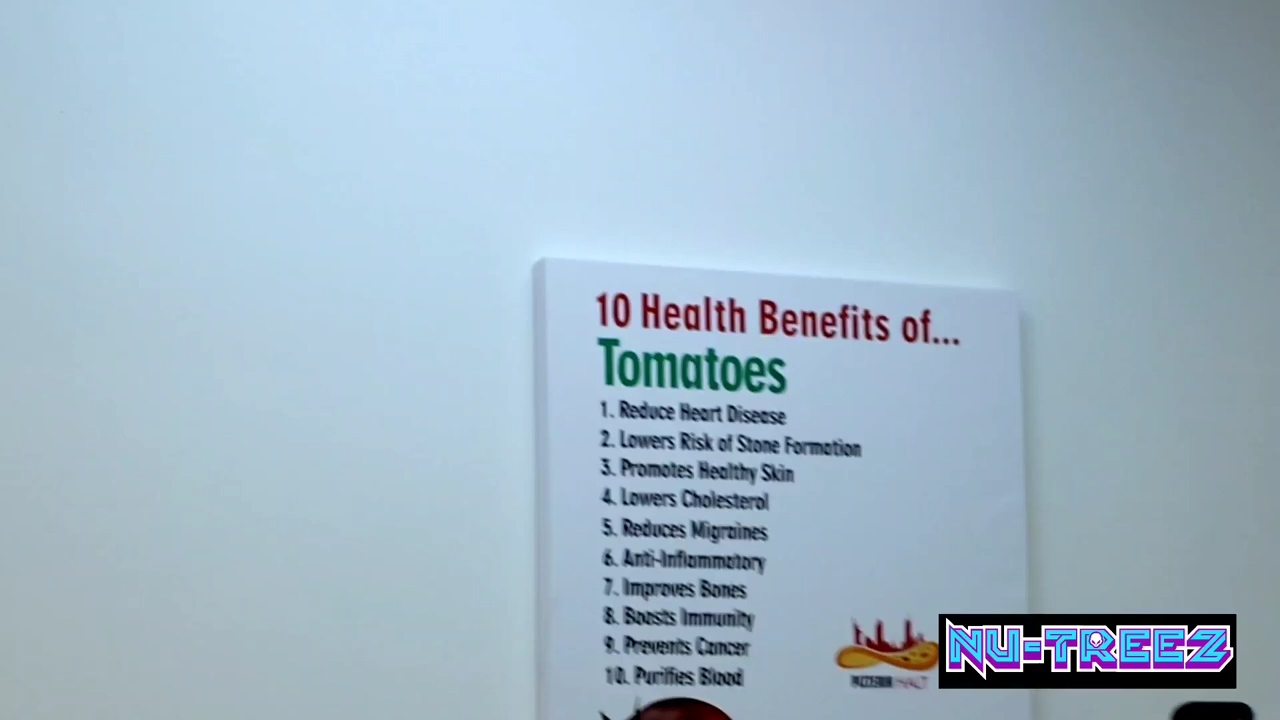 10 Health Benefits of...
Tomatoes
1. Reduce Heart Disease
2. Lowers Risk of Stone Formation
3. Promotes Healthy Skin
4. Lowers Cholesterol
5. Reduces Migraines
6. Anti-Inflammatory
7. Improves Bones
8. Boosts Immunity
9. Prevents Cancer
10. Purifies Blood
PIZZERIA
NU-TREEZ